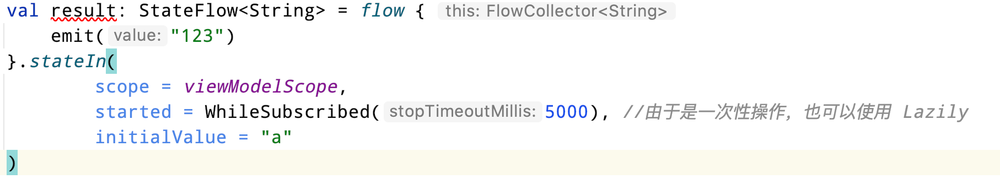 val result: StateFlow<String> = flow { this: FlowCollector<String>
emit( value: "123")
}.stateIn(
scope = viewModelScope,
started = WhileSubscribed( stopTimeoutMillis: 5000), //由于是一次性操作，也可以使用 Lazily
initialValue = "a"
)